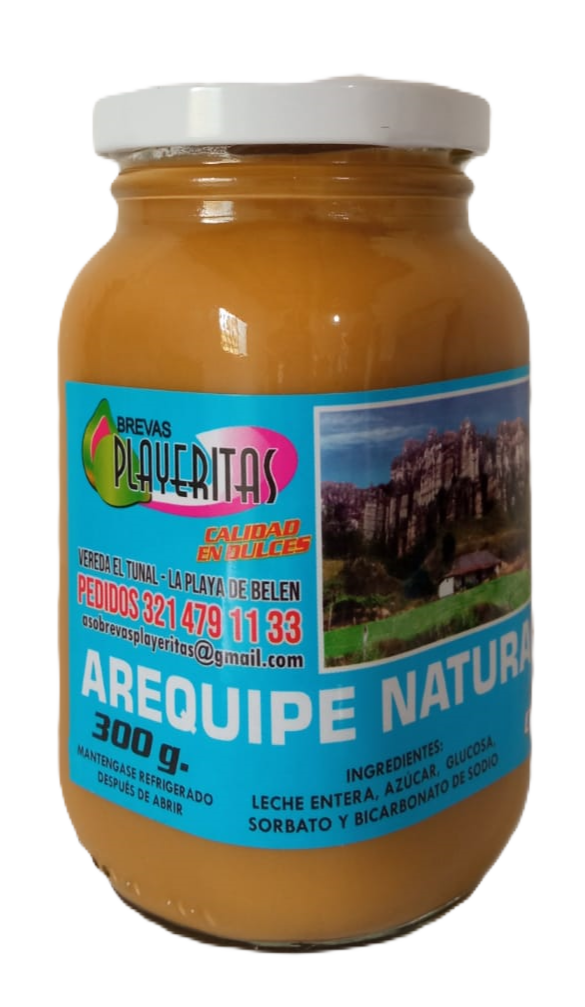 BREVAS
PLAYERITAS
CALIDAD
EN DULCES
VEREDA EL TUNAL - LA PLAYA DE BELEN
PEDIDOS 321 479 11 33
asobrevasplayeritas@gmail.com
AREQUIPE NATURA
300 g.
MANTENGASE REFRIGERADO
DESPUÉS DE ABRIR
INGREDIENTES:
LECHE ENTERA, AZÚCAR, GLUCOSA,
SORBATO Y BICARBONATO DE SODIO